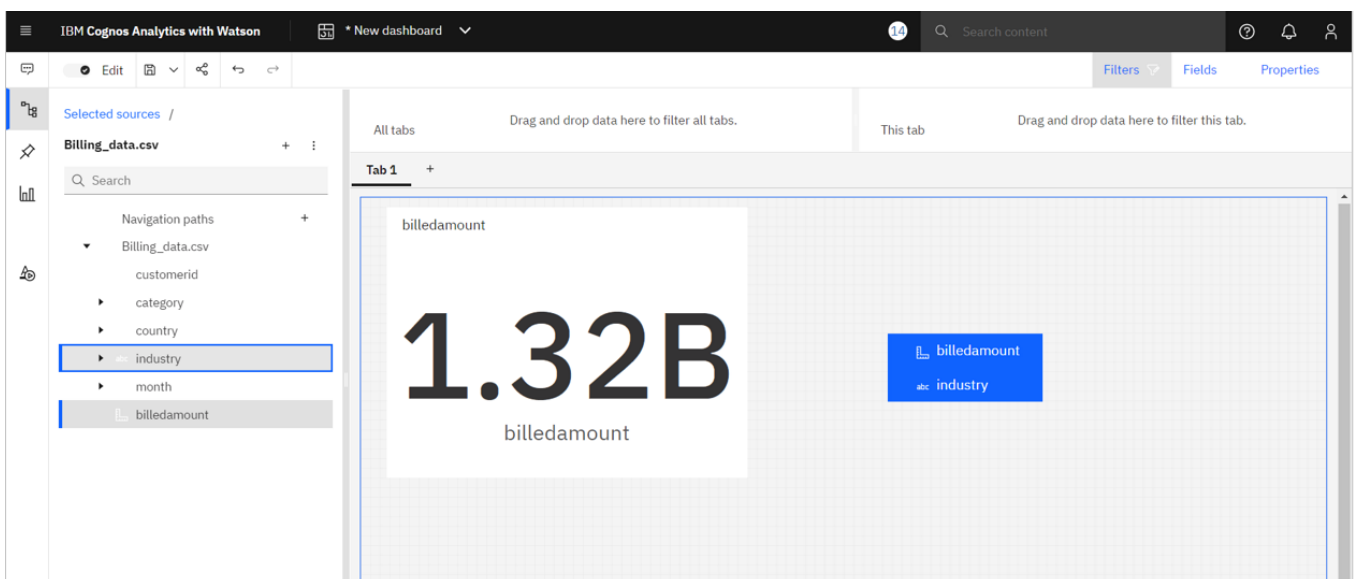 IBM Cognos Analytics with Watson
* New dashboard
14
Search content
Edit
Filters
Fields
Properties
Selected sources /
Billing_data.csv
+
Search
Navigation paths +
Billing_data.csv
customerid
category
country
abc industry
month
billedamount
All tabs
Drag and drop data here to filter all tabs.
This tab
Drag and drop data here to filter this tab.
Tab 1 +
billedamount
1.32B
billedamount
billedamount
abc industry